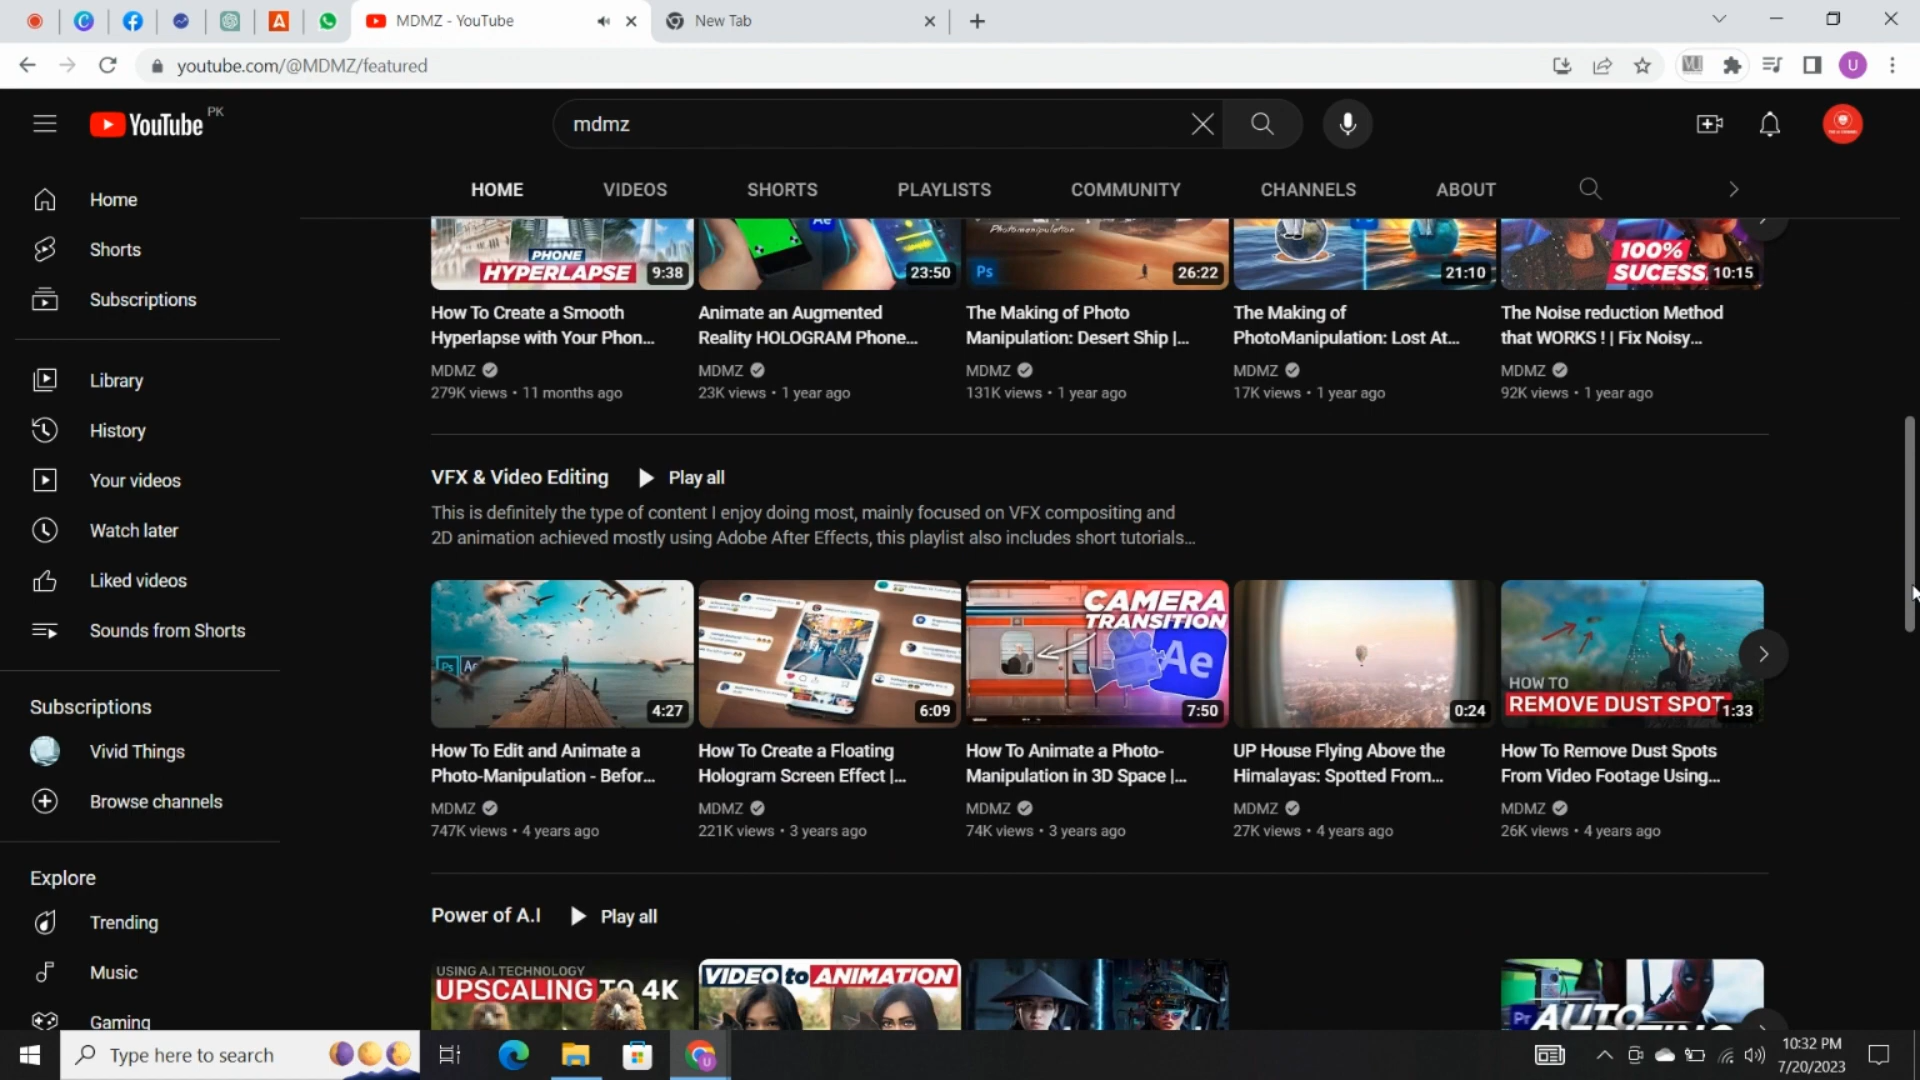 MDMZ - YouTube
New Tab
youtube.com/@MDMZ/featured
U
YouTube PK
mdmz
HOME VIDEOS SHORTS PLAYLISTS COMMUNITY CHANNELS ABOUT
Home
Shorts
Subscriptions
Library
History
Your videos
Watch later
Liked videos
Sounds from Shorts
Subscriptions
Vivid Things
Browse channels
Explore
Trending
Music
Gaming
PHONE
HYPERLAPSE
9:38
How To Create a Smooth
Hyperlapse with Your Phon...
MDMZ
279K views • 11 months ago
Ae
23:50
Animate an Augmented
Reality HOLOGRAM Phone...
MDMZ
23K views • 1 year ago
Photomanipulation
Ps
26:22
The Making of Photo
Manipulation: Desert Ship |...
MDMZ
131K views • 1 year ago
21:10
The Making of
PhotoManipulation: Lost At...
MDMZ
17K views • 1 year ago
100%
SUCESS
10:15
The Noise reduction Method
that WORKS ! | Fix Noisy...
MDMZ
92K views • 1 year ago
VFX & Video Editing Play all
This is definitely the type of content I enjoy doing most, mainly focused on VFX compositing and
2D animation achieved mostly using Adobe After Effects, this playlist also includes short tutorials...
Ps Ae
4:27
How To Edit and Animate a
Photo-Manipulation - Befor...
MDMZ
747K views • 4 years ago
6:09
How To Create a Floating
Hologram Screen Effect |...
MDMZ
221K views • 3 years ago
CAMERA
TRANSITION
Ae
7:50
How To Animate a Photo-
Manipulation in 3D Space |...
MDMZ
74K views • 3 years ago
0:24
UP House Flying Above the
Himalayas: Spotted From...
MDMZ
27K views • 4 years ago
HOW TO
REMOVE DUST SPOT
1:33
How To Remove Dust Spots
From Video Footage Using...
MDMZ
26K views • 4 years ago
Power of A.I Play all
USING A.I TECHNOLOGY
UPSCALING TO 4K
VIDEO to ANIMATION
Pr AUTO
EDITING
Type here to search
10:32 PM
7/20/2023